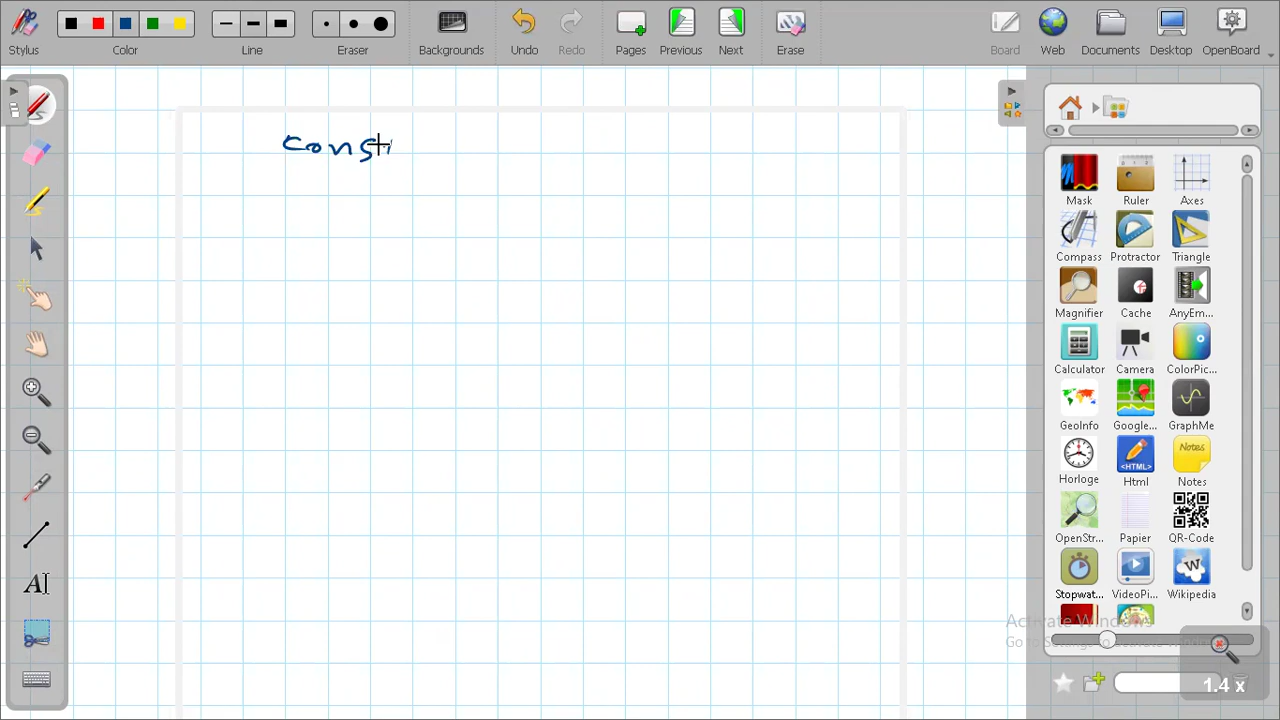 Stylus Color Line Eraser Backgrounds Undo Redo Pages Previous Next Erase Board Web Documents Desktop OpenBoard
Mask Ruler Axes
Compass Protractor Triangle
Magnifier Cache AnyEm...
Calculator Camera ColorPic...
GeoInfo Google... GraphMe
Horloge Html Notes
OpenStr... Papier QR-Code
Stopwat... VideoPi... Wikipedia
Activate Windows
1.4 x